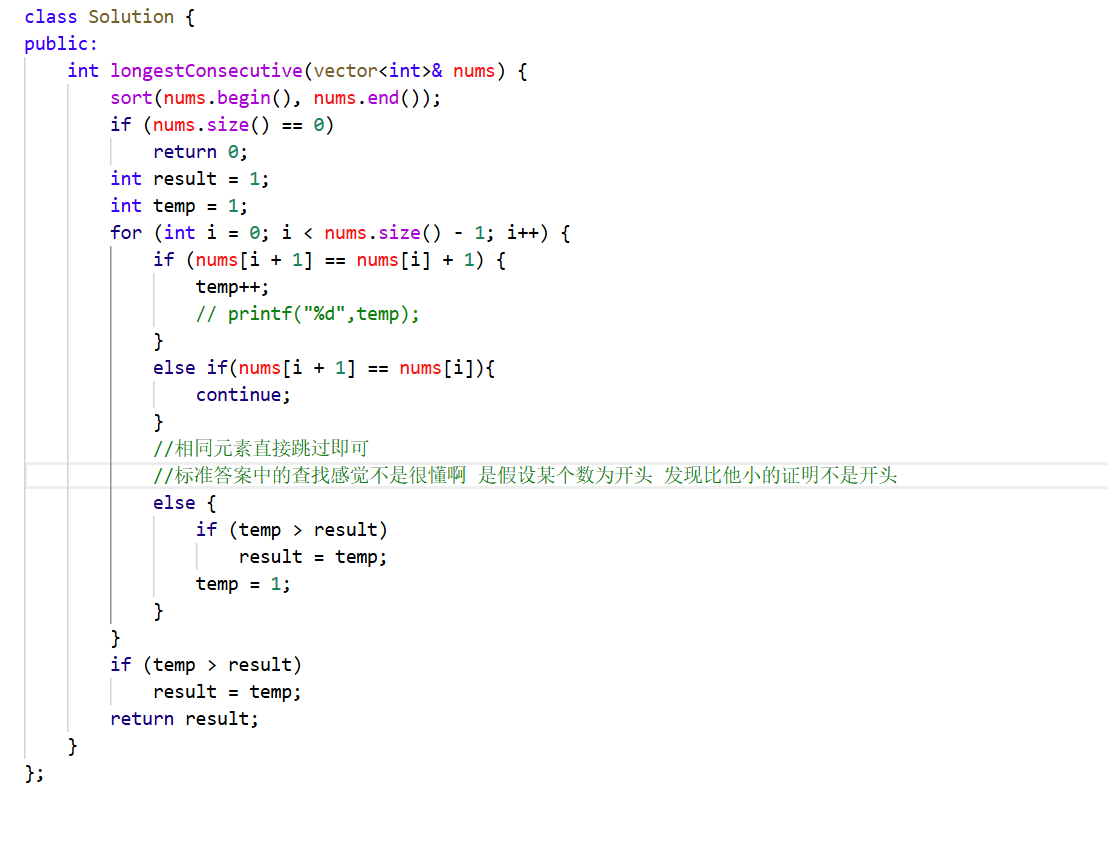 class Solution {
public:
    int longestConsecutive(vector<int>& nums) {
        sort(nums.begin(), nums.end());
        if (nums.size() == 0)
            return 0;
        int result = 1;
        int temp = 1;
        for (int i = 0; i < nums.size() - 1; i++) {
            if (nums[i + 1] == nums[i] + 1) {
                temp++;
                // printf("%d",temp);
            }
            else if(nums[i + 1] == nums[i]){
                continue;
            }
            //相同元素直接跳过即可
            //标准答案中的查找感觉不是很懂啊 是假设某个数为开头 发现比他小的证明不是开头
            else {
                if (temp > result)
                    result = temp;
                temp = 1;
            }
        }
        if (temp > result)
            result = temp;
        return result;
    }
};